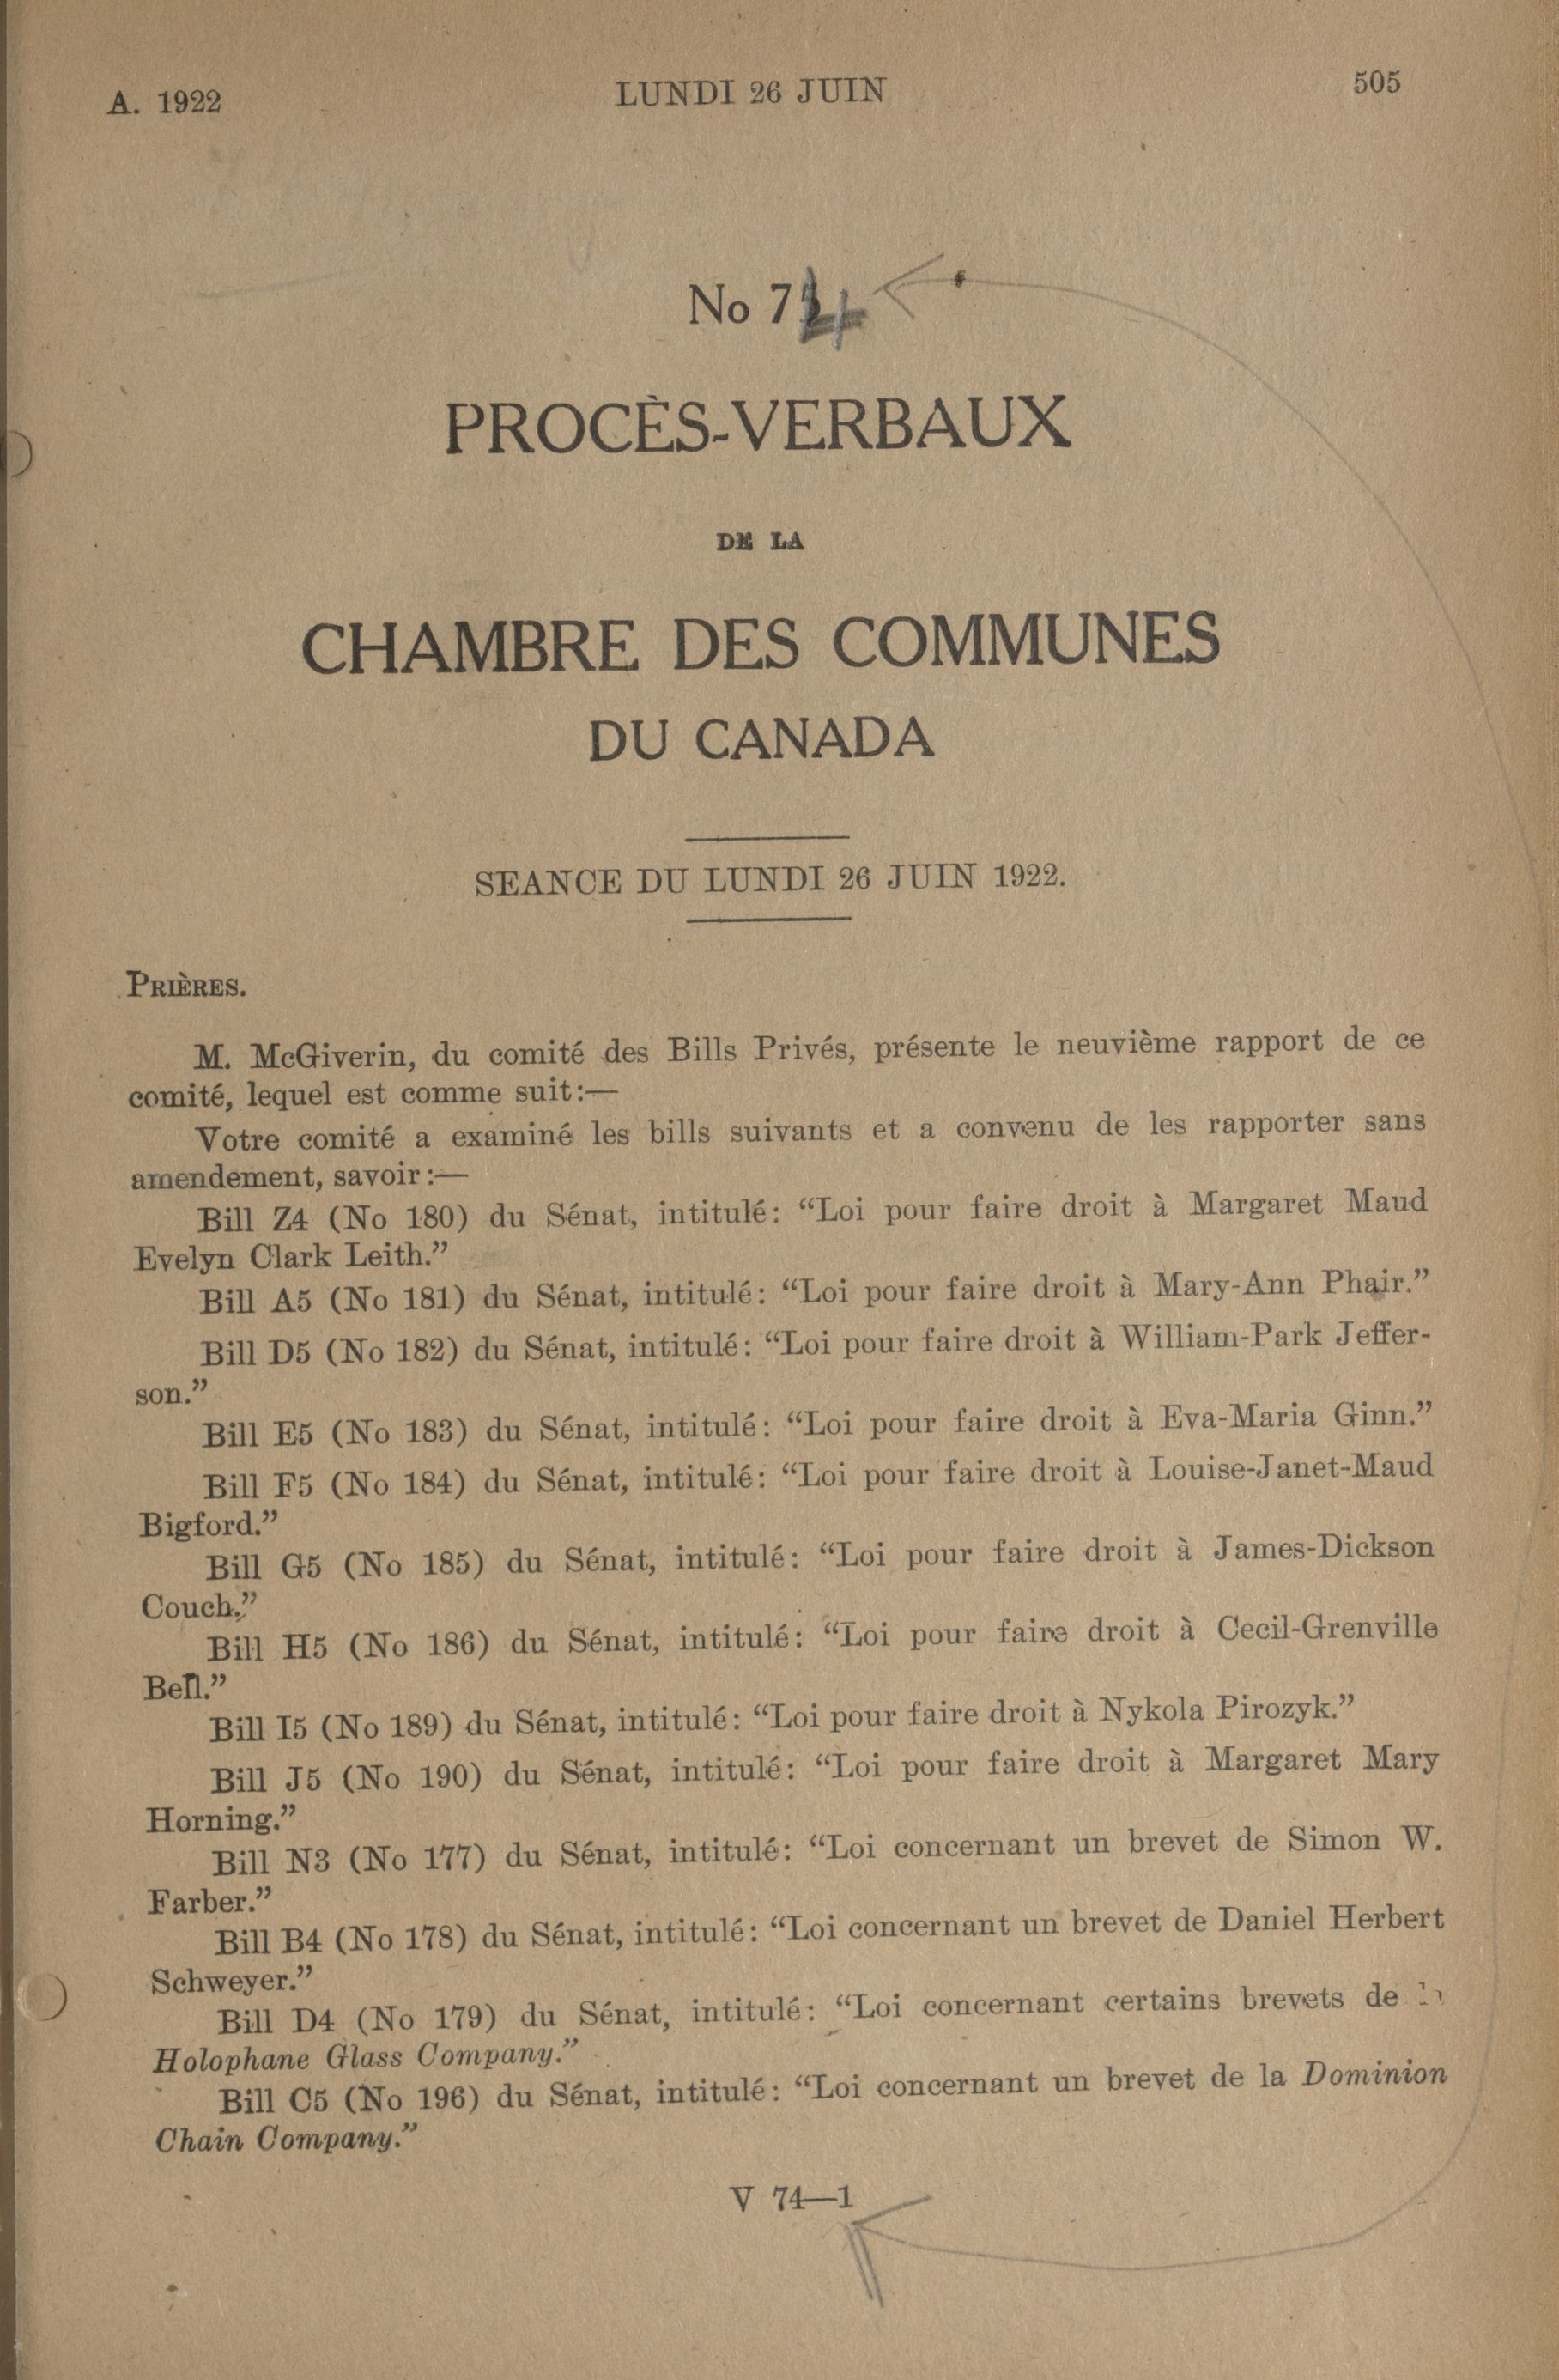 A. 1922 LUNDI 26 JUIN 505
No 74
PROCÈS-VERBAUX
DE LA
CHAMBRE DES COMMUNES
DU CANADA
SEANCE DU LUNDI 26 JUIN 1922.
PRIÈRES.
M. McGiverin, du comité des Bills Privés, présente le neuvième rapport de ce
comité, lequel est comme suit:—
Votre comité a examiné les bills suivants et a convenu de les rapporter sans
amendement, savoir:—
Bill Z4 (No 180) du Sénat, intitulé: “Loi pour faire droit à Margaret Maud
Evelyn Clark Leith.”
Bill A5 (No 181) du Sénat, intitulé: “Loi pour faire droit à Mary-Ann Phair.”
Bill D5 (No 182) du Sénat, intitulé: “Loi pour faire droit à William-Park Jeffer-
son.”
Bill E5 (No 183) du Sénat, intitulé: “Loi pour faire droit à Eva-Maria Ginn.”
Bill F5 (No 184) du Sénat, intitulé: “Loi pour faire droit à Louise-Janet-Maud
Bigford.”
Bill G5 (No 185) du Sénat, intitulé: “Loi pour faire droit à James-Dickson
Couch.”
Bill H5 (No 186) du Sénat, intitulé: “Loi pour faire droit à Cecil-Grenville
Bell.”
Bill I5 (No 189) du Sénat, intitulé: “Loi pour faire droit à Nykola Pirozyk.”
Bill J5 (No 190) du Sénat, intitulé: “Loi pour faire droit à Margaret Mary
Horning.”
Bill N3 (No 177) du Sénat, intitulé: “Loi concernant un brevet de Simon W.
Farber.”
Bill B4 (No 178) du Sénat, intitulé: “Loi concernant un brevet de Daniel Herbert
Schweyer.”
Bill D4 (No 179) du Sénat, intitulé: “Loi concernant certains brevets de
Holophane Glass Company.”
Bill C5 (No 196) du Sénat, intitulé: “Loi concernant un brevet de la Dominion
Chain Company.”
V 74—1